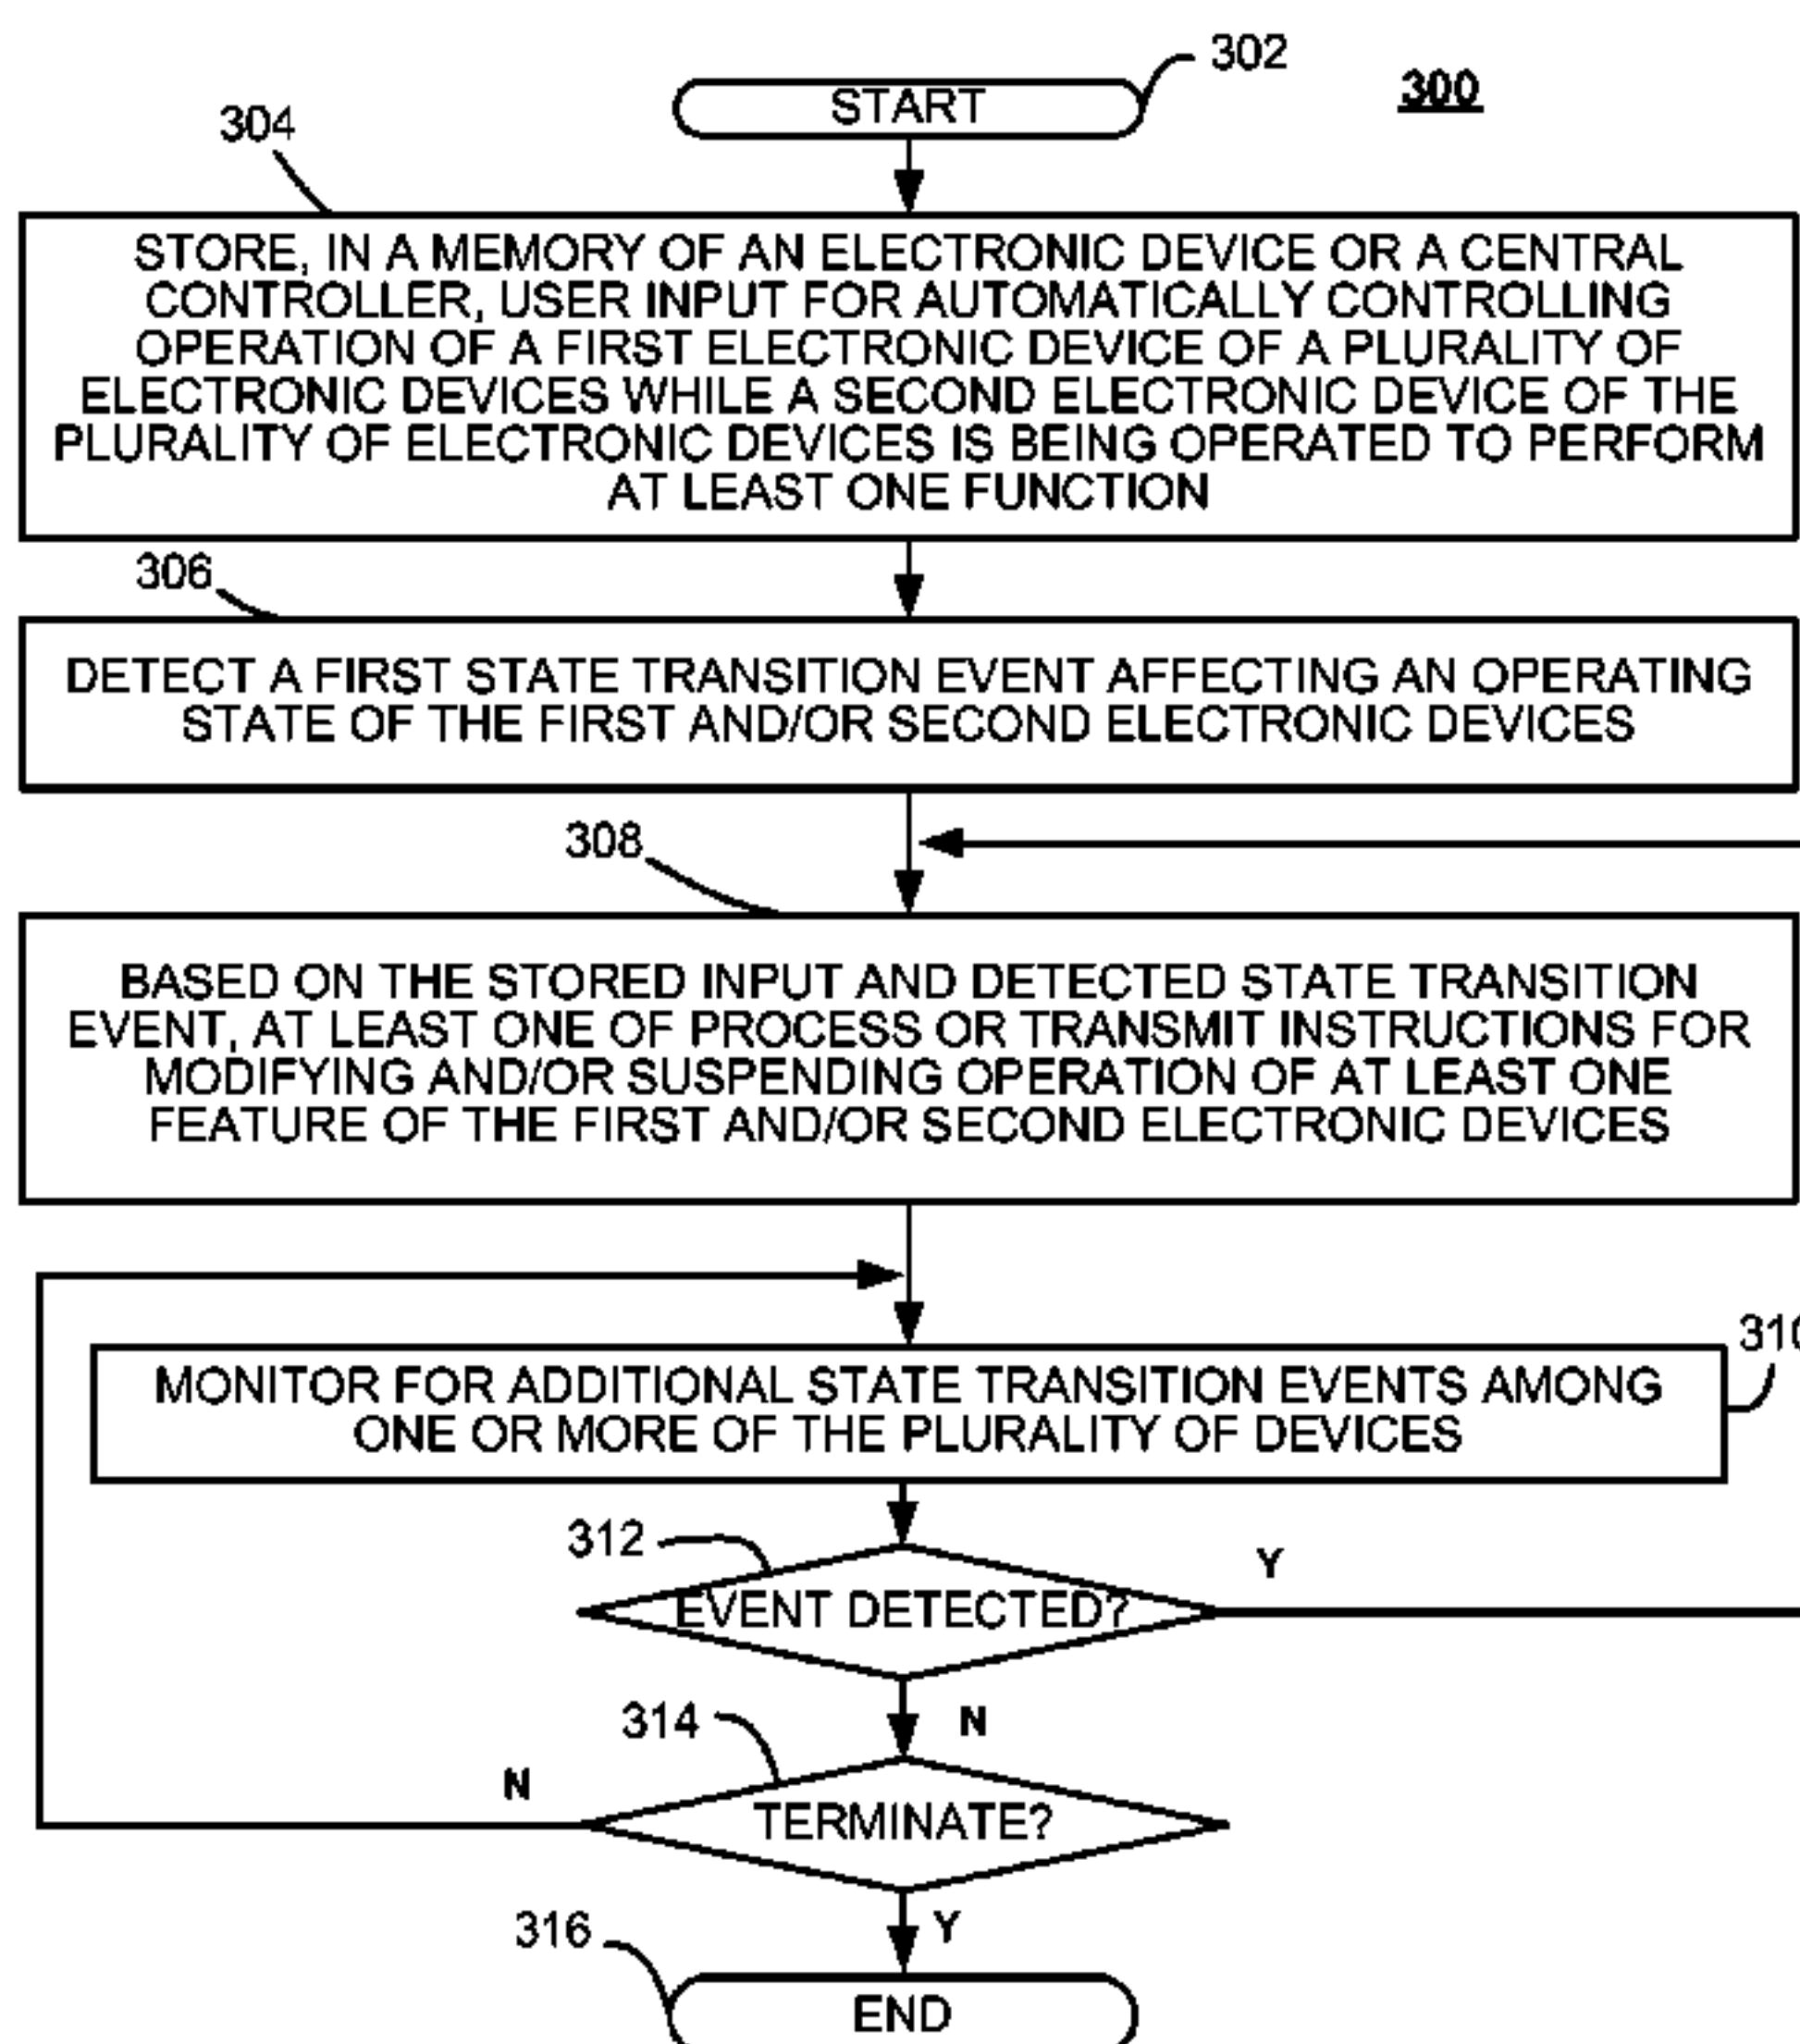 302
300
START
304
STORE, IN A MEMORY OF AN ELECTRONIC DEVICE OR A CENTRAL
CONTROLLER, USER INPUT FOR AUTOMATICALLY CONTROLLING
OPERATION OF A FIRST ELECTRONIC DEVICE OF A PLURALITY OF
ELECTRONIC DEVICES WHILE A SECOND ELECTRONIC DEVICE OF THE
PLURALITY OF ELECTRONIC DEVICES IS BEING OPERATED TO PERFORM
AT LEAST ONE FUNCTION
306
DETECT A FIRST STATE TRANSITION EVENT AFFECTING AN OPERATING
STATE OF THE FIRST AND/OR SECOND ELECTRONIC DEVICES
308
BASED ON THE STORED INPUT AND DETECTED STATE TRANSITION
EVENT, AT LEAST ONE OF PROCESS OR TRANSMIT INSTRUCTIONS FOR
MODIFYING AND/OR SUSPENDING OPERATION OF AT LEAST ONE
FEATURE OF THE FIRST AND/OR SECOND ELECTRONIC DEVICES
310
MONITOR FOR ADDITIONAL STATE TRANSITION EVENTS AMONG
ONE OR MORE OF THE PLURALITY OF DEVICES
312
Y
EVENT DETECTED?
314
N
N
TERMINATE?
316
Y
END